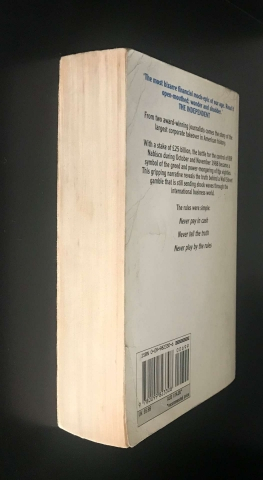 'The most bizarre financial mock-epic of our age. Read it
open-mouthed, wonder and shudder.'
THE INDEPENDENT
From two award-winning journalists comes the story of the
largest corporate takeover in American history.
With a stake of £25 billion, the battle for the control of RJR
Nabisco during October and November 1988 became a
symbol of the greed and power-mongering of the eighties.
This gripping narrative reveals the truth behind a Wall Street
gamble that is still sending shock waves through the
international business world.
The rules were simple:
Never pay in cash
Never tell the truth
Never play by the rules
ISBN 0-09-